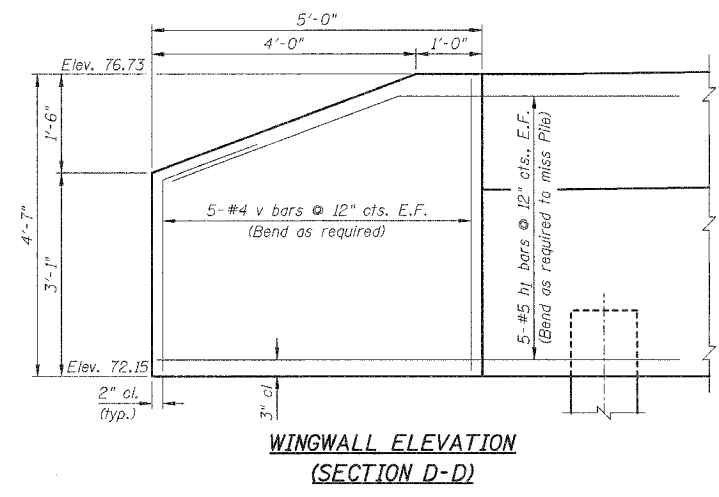 5'-0"
4'-0"
1'-0"
Elev. 76.73
1'-6"
4'-7"
3'-1"
5-#4 v bars @ 12" cts. E.F.
(Bend as required)
5-#5 h1 bars @ 12" cts., E.F.
(Bend as required to miss Pile)
Elev. 72.15
2" cl.
(typ.)
3" cl
WINGWALL ELEVATION
(SECTION D-D)